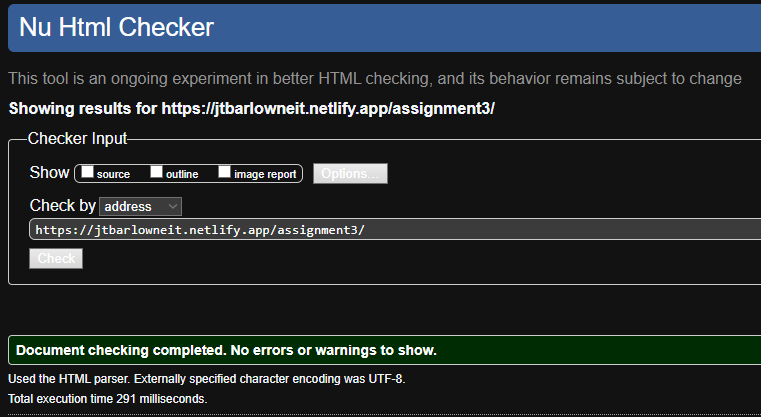 Nu Html Checker
This tool is an ongoing experiment in better HTML checking, and its behavior remains subject to change
Showing results for https://jtbarlowneit.netlify.app/assignment3/
Checker Input
Show source outline image report Options...
Check by address
https://jtbarlowneit.netlify.app/assignment3/
Check
Document checking completed. No errors or warnings to show.
Used the HTML parser. Externally specified character encoding was UTF-8.
Total execution time 291 milliseconds.